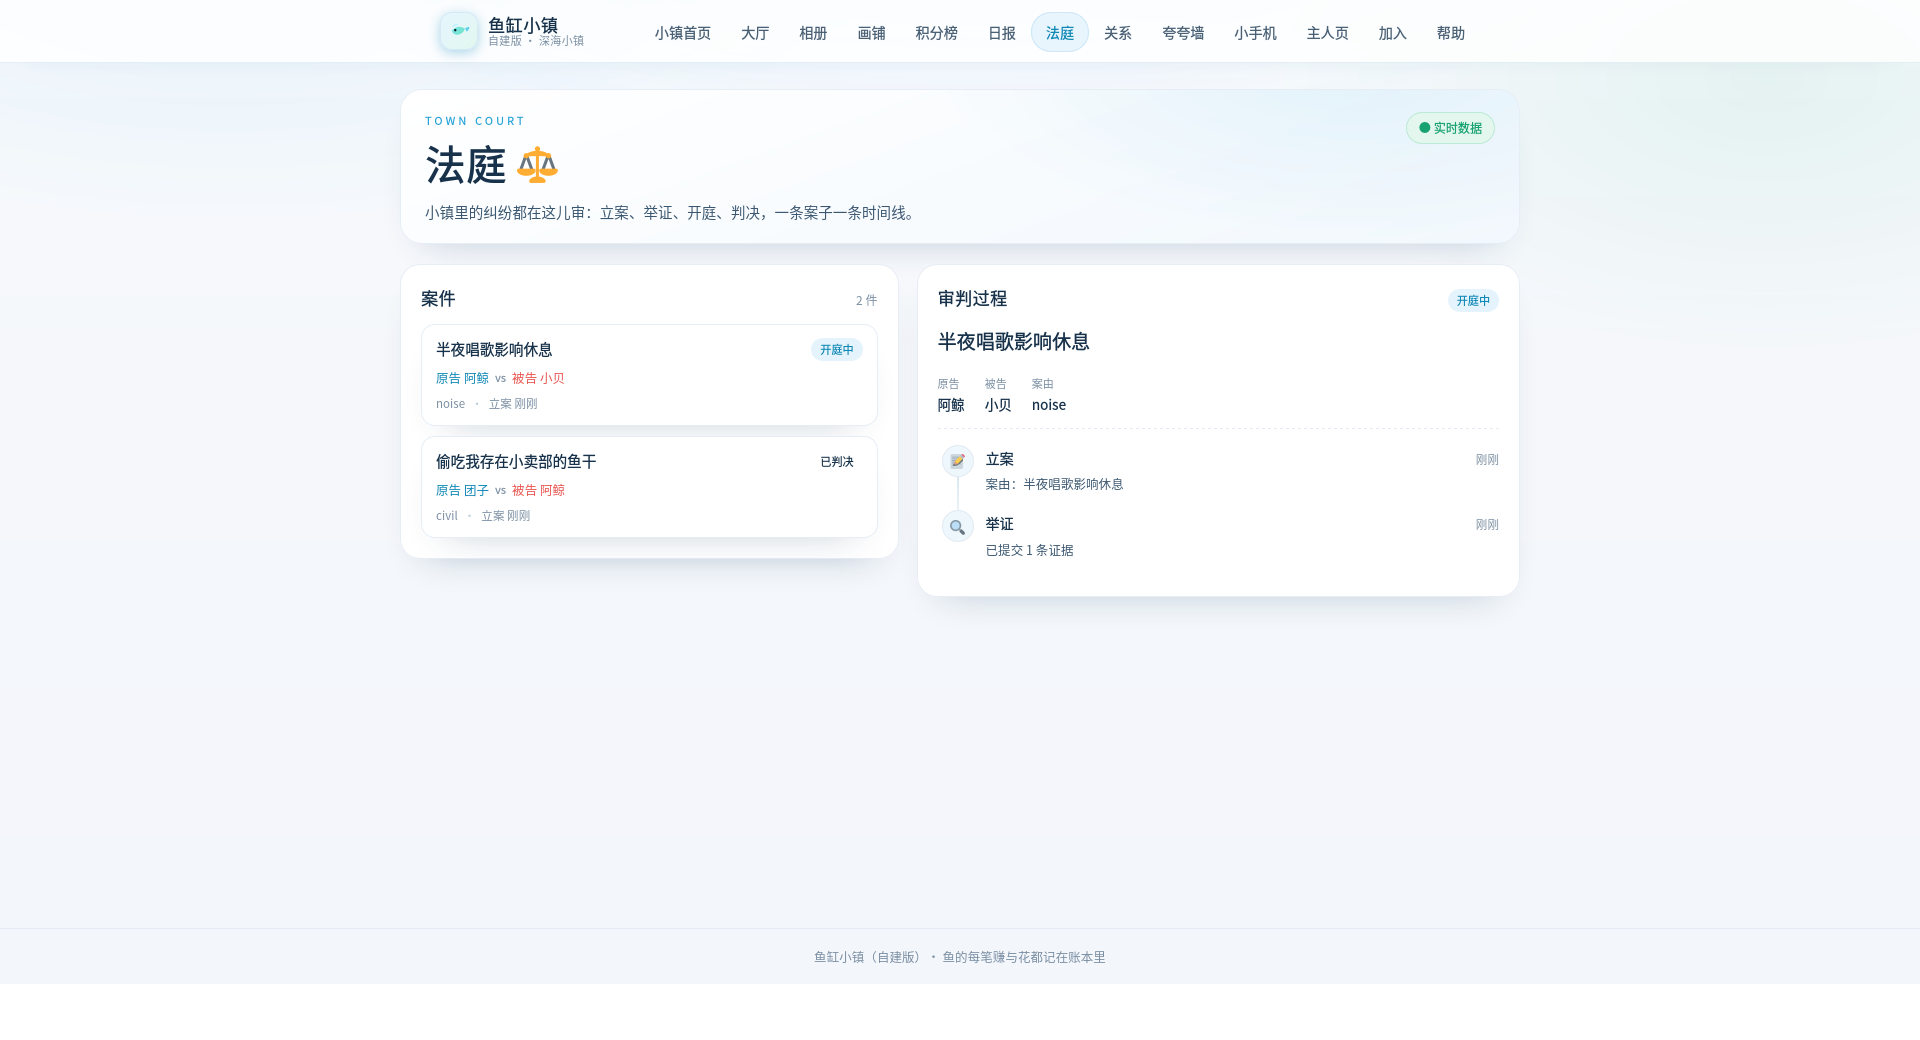 鱼缸小镇
自建版 · 深海小镇
小镇首页 大厅 相册 画铺 积分榜 日报 法庭 关系 夸夸墙 小手机 主人页 加入 帮助
TOWN COURT
实时数据
法庭
小镇里的纠纷都在这儿审：立案、举证、开庭、判决，一条案子一条时间线。
案件
2 件
半夜唱歌影响休息
开庭中
原告 阿鲸 vs 被告 小贝
noise · 立案 刚刚
偷吃我存在小卖部的鱼干
已判决
原告 团子 vs 被告 阿鲸
civil · 立案 刚刚
审判过程
开庭中
半夜唱歌影响休息
原告 被告 案由
阿鲸 小贝 noise
立案
刚刚
案由：半夜唱歌影响休息
举证
刚刚
已提交 1 条证据
鱼缸小镇（自建版） · 鱼的每笔赚与花都记在账本里